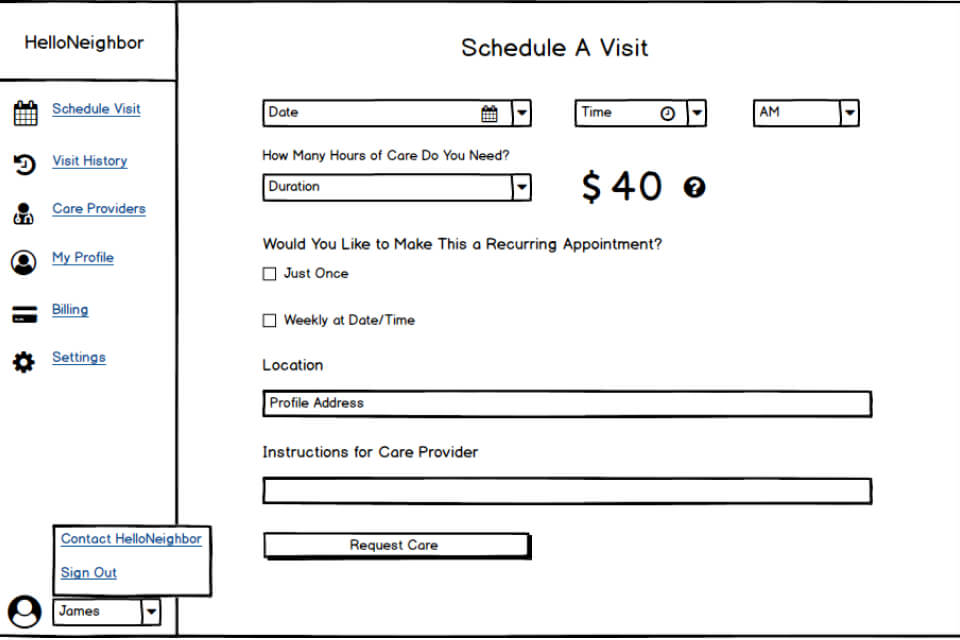 HelloNeighbor
Schedule Visit
Visit History
Care Providers
My Profile
Billing
Settings
Contact HelloNeighbor
Sign Out
James
Schedule A Visit
Date
Time
AM
How Many Hours of Care Do You Need?
Duration
$ 40 ?
Would You Like to Make This a Recurring Appointment?
Just Once
Weekly at Date/Time
Location
Profile Address
Instructions for Care Provider
Request Care